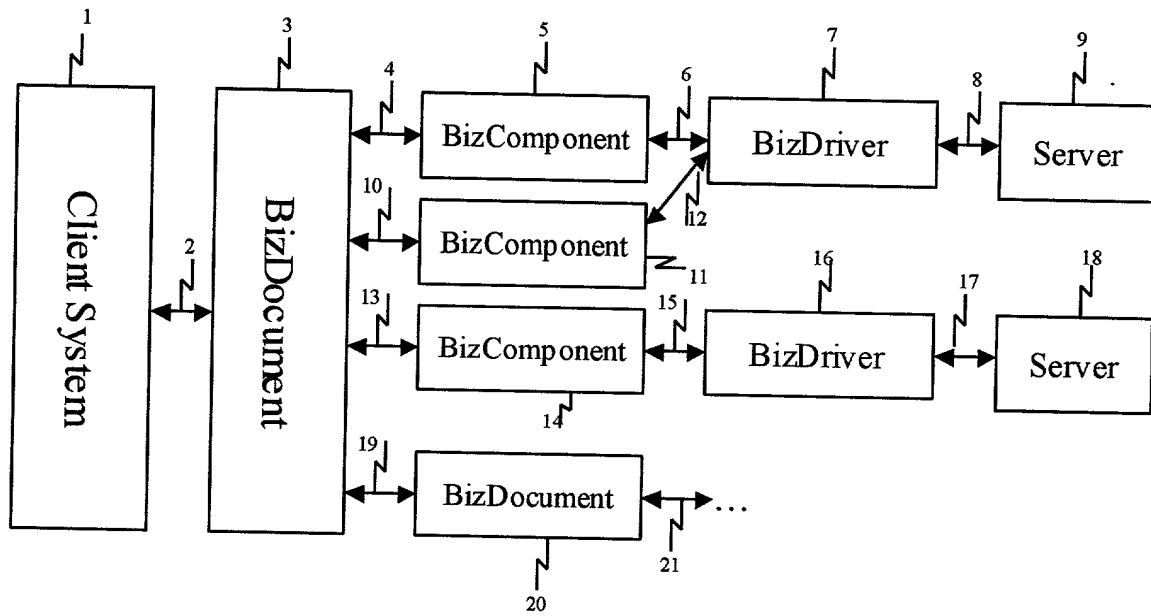 1
3
5
7
9
4
6
8
BizComponent
BizDriver
Server
Client System
BizDocument
2
10
12
BizComponent
11
16
18
13
15
17
BizComponent
BizDriver
Server
14
19
BizDocument
...
21
20